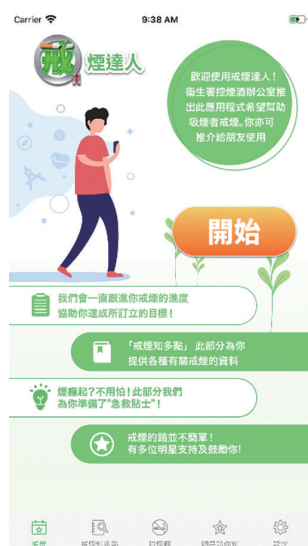 Carrier 9:38 AM
戒 煙達人
歡迎使用戒煙達人！
衞生署控煙酒辦公室推
出此應用程式希望幫助
吸煙者戒煙。你亦可
推介給朋友使用
開始
我們會一直跟進你戒煙的進度
協助你達成所訂立的目標！
「戒煙知多點」 此部分為你
提供各種有關戒煙的資料
煙癮起？不用怕！此部分我們
為你準備了"急救貼士"！
戒煙的路並不簡單！
有多位明星支持及鼓勵你！